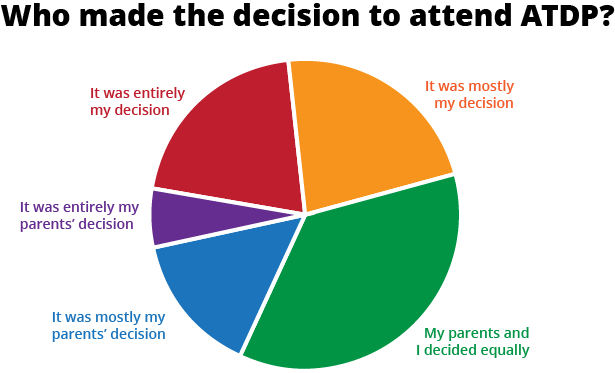 Who made the decision to attend ATDP?
It was entirely
my decision
It was mostly
my decision
It was entirely my
parents’ decision
It was mostly my
parents’ decision
My parents and
I decided equally